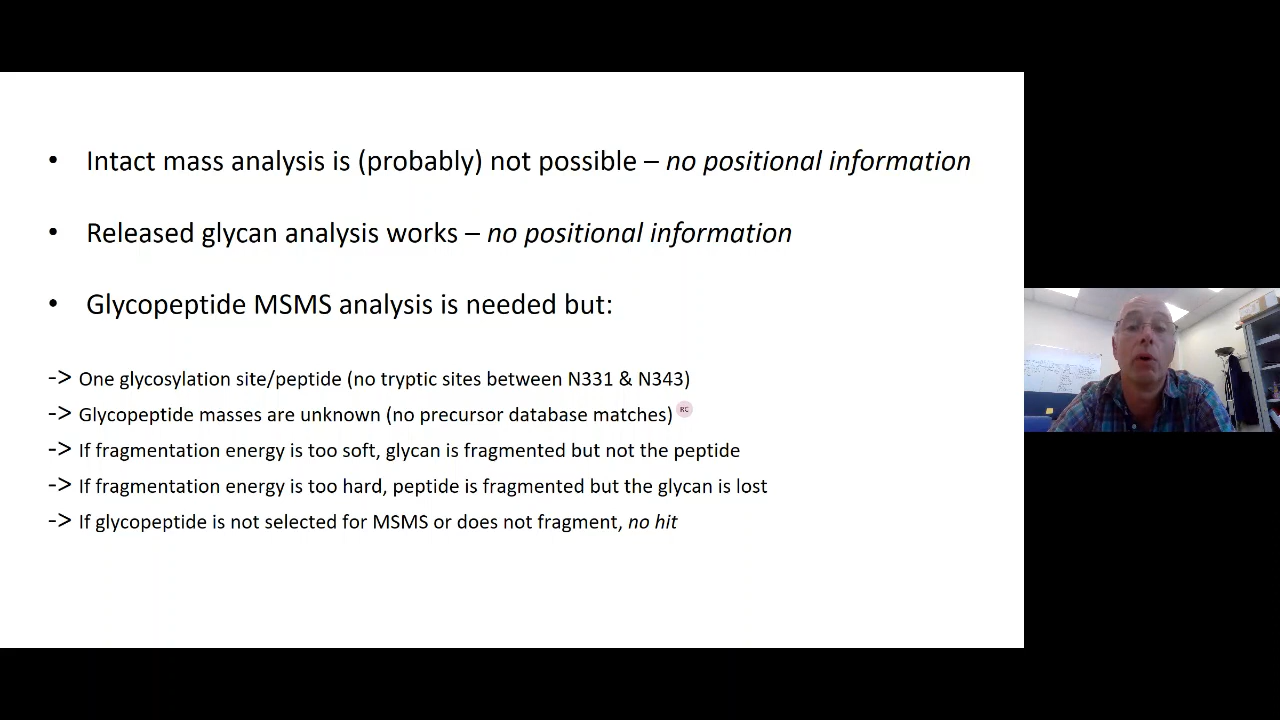 • Intact mass analysis is (probably) not possible – no positional information
• Released glycan analysis works – no positional information
• Glycopeptide MSMS analysis is needed but:
-> One glycosylation site/peptide (no tryptic sites between N331 & N343)
-> Glycopeptide masses are unknown (no precursor database matches)
RC
-> If fragmentation energy is too soft, glycan is fragmented but not the peptide
-> If fragmentation energy is too hard, peptide is fragmented but the glycan is lost
-> If glycopeptide is not selected for MSMS or does not fragment, no hit